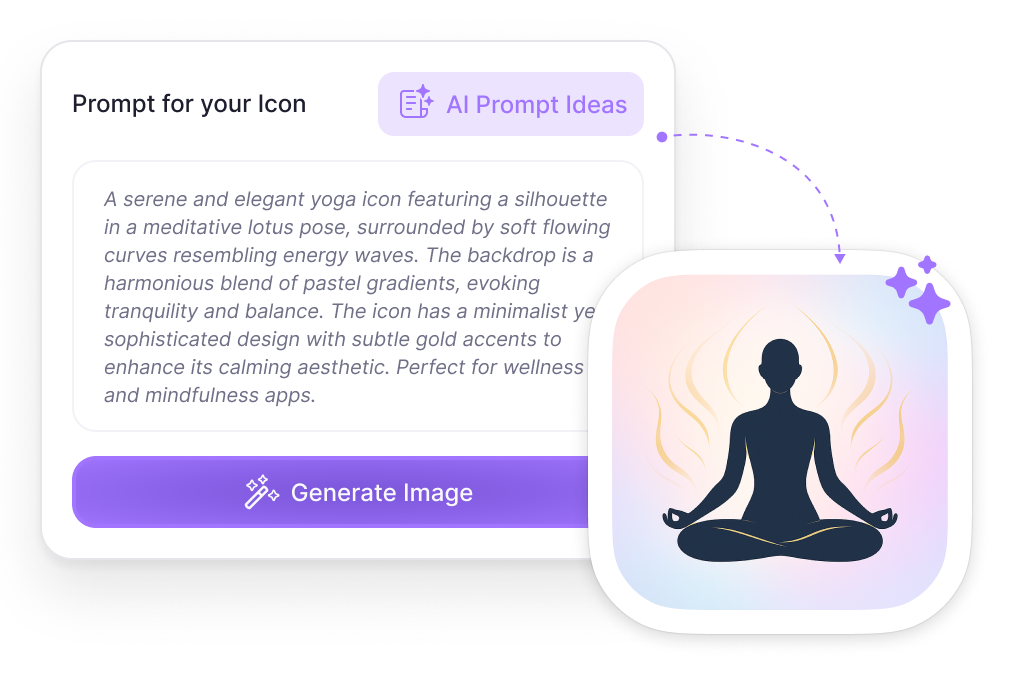 Prompt for your Icon
AI Prompt Ideas
A serene and elegant yoga icon featuring a silhouette
in a meditative lotus pose, surrounded by soft flowing
curves resembling energy waves. The backdrop is a
harmonious blend of pastel gradients, evoking
tranquility and balance. The icon has a minimalist ye
sophisticated design with subtle gold accents to
enhance its calming aesthetic. Perfect for wellness
and mindfulness apps.
Generate Image